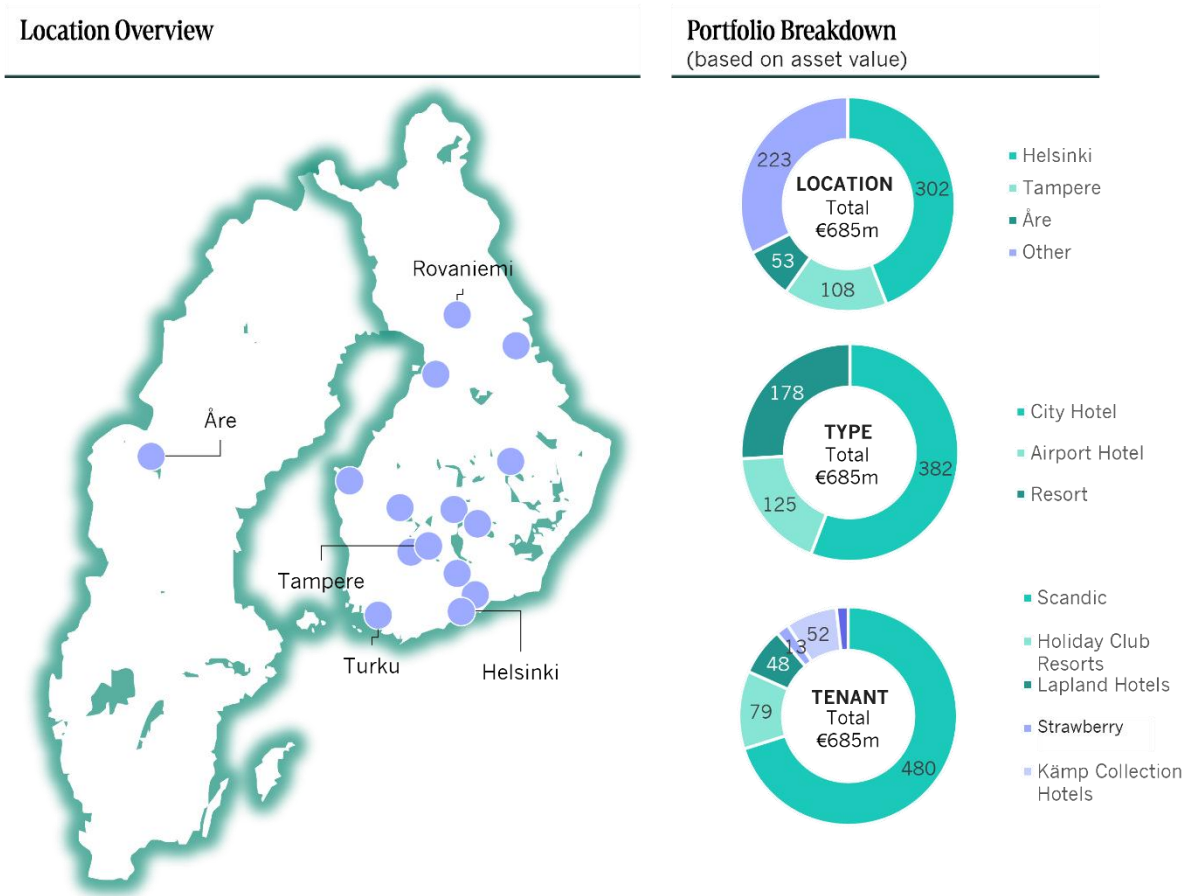 Location Overview
Rovaniemi
Åre
Tampere
Turku
Helsinki
Portfolio Breakdown
(based on asset value)
223
302
53
108
LOCATION
Total
€685m
Helsinki
Tampere
Åre
Other
178
382
125
TYPE
Total
€685m
City Hotel
Airport Hotel
Resort
52
13
48
79
480
TENANT
Total
€685m
Scandic
Holiday Club
Resorts
Lapland Hotels
Strawberry
Kämp Collection
Hotels